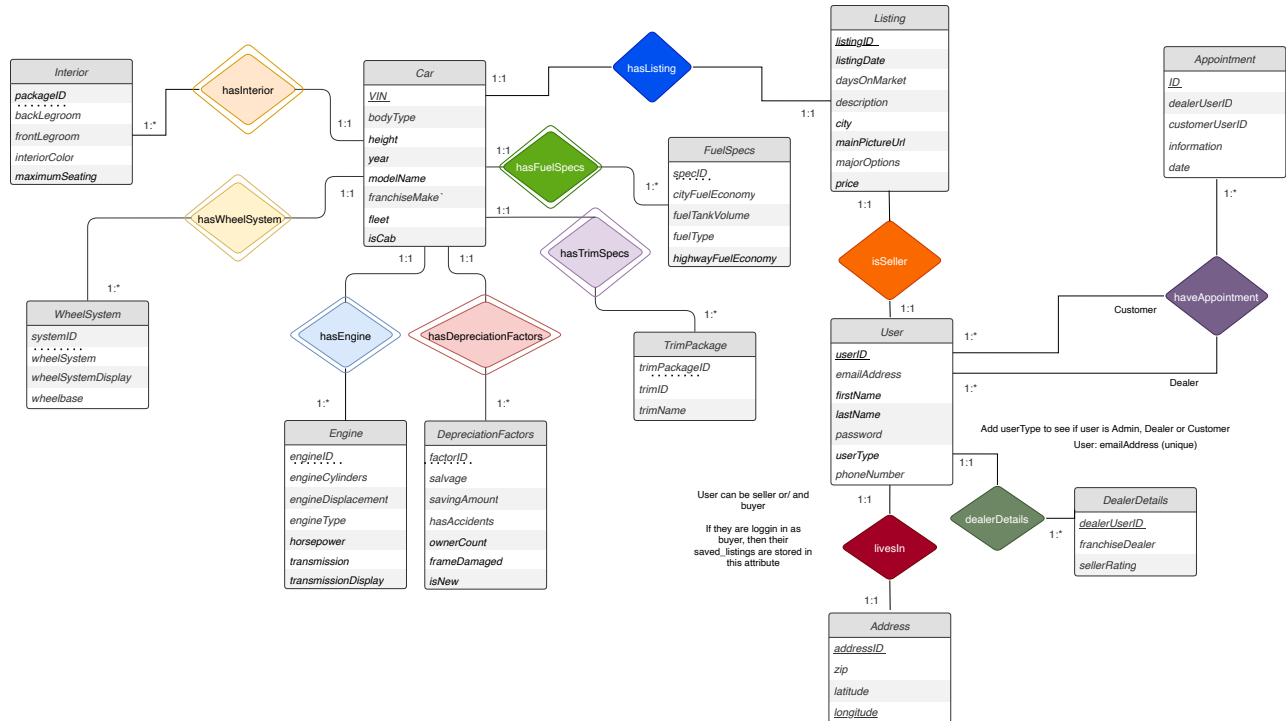 Interior
packageID
backLegroom
frontLegroom
interiorColor
maximumSeating
1:*
hasInterior
1:1
Car
VIN
bodyType
height
year
modelName
franchiseMake`
fleet
isCab
1:1
hasListing
1:1
Listing
listingID
listingDate
daysOnMarket
description
city
mainPictureUrl
majorOptions
price
1:1
Appointment
ID
dealerUserID
customerUserID
information
date
1:*
1:1
hasFuelSpecs
1:*
FuelSpecs
specID
cityFuelEconomy
fuelTankVolume
fuelType
highwayFuelEconomy
1:1
hasWheelSystem
1:*
WheelSystem
systemID
wheelSystem
wheelSystemDisplay
wheelbase
1:1
hasTrimSpecs
1:*
TrimPackage
trimPackageID
trimID
trimName
1:1
hasEngine
1:*
Engine
engineID
engineCylinders
engineDisplacement
engineType
horsepower
transmission
transmissionDisplay
1:1
hasDepreciationFactors
1:*
DepreciationFactors
factorID
salvage
savingAmount
hasAccidents
ownerCount
frameDamaged
isNew
isSeller
1:1
haveAppointment
Customer
1:*
Dealer
1:*
User
userID
emailAddress
firstName
lastName
password
userType
phoneNumber
Add userType to see if user is Admin, Dealer or Customer
User: emailAddress (unique)
1:1
dealerDetails
1:*
DealerDetails
dealerUserID
franchiseDealer
sellerRating
User can be seller or/ and
buyer
If they are loggin in as
buyer, then their
saved_listings are stored in
this attribute
1:1
livesIn
1:1
Address
addressID
zip
latitude
longitude